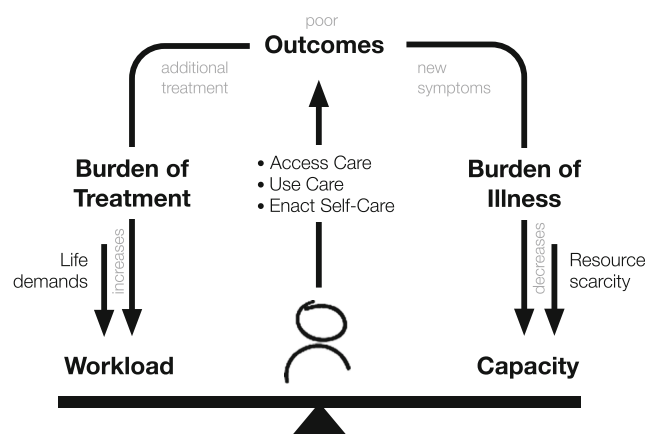 poor
Outcomes
additional
treatment
new
symptoms
Burden of
Treatment
• Access Care
• Use Care
• Enact Self-Care
Burden of
Illness
Life
demands
increases
decreases
Resource
scarcity
Workload
Capacity